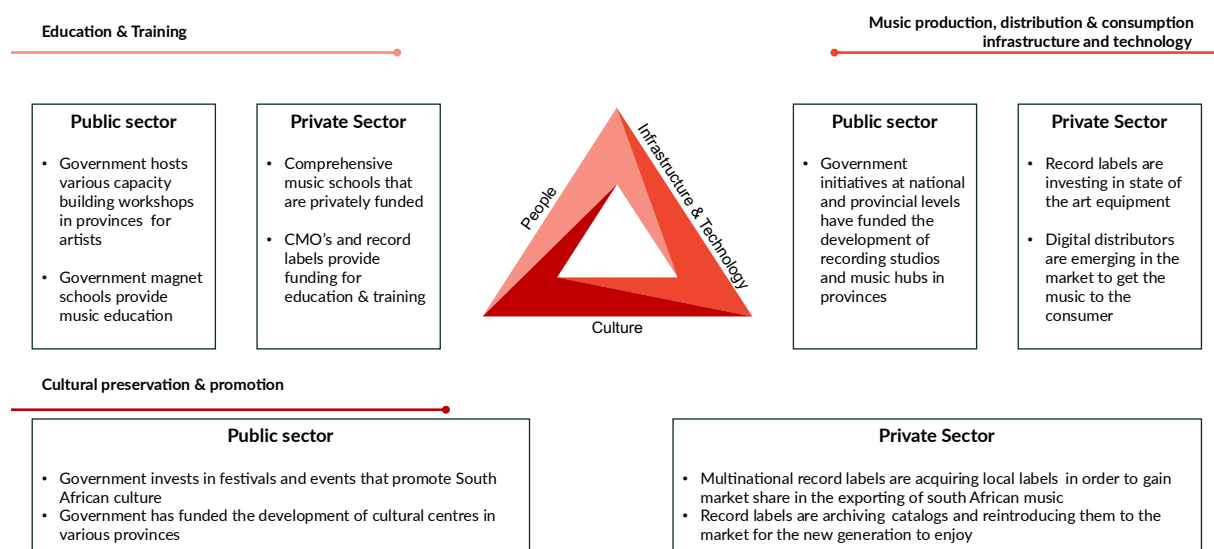 Education & Training
Music production, distribution & consumption
infrastructure and technology
Public sector
• Government hosts
various capacity
building workshops
in provinces for
artists
• Government magnet
schools provide
music education
Private Sector
• Comprehensive
music schools that
are privately funded
• CMO's and record
labels provide
funding for
education & training
People
Infrastructure & Technology
Culture
Public sector
• Government
initiatives at national
and provincial levels
have funded the
development of
recording studios
and music hubs in
provinces
Private Sector
• Record labels are
investing in state of
the art equipment
• Digital distributors
are emerging in the
market to get the
music to the
consumer
Cultural preservation & promotion
Public sector
• Government invests in festivals and events that promote South
African culture
• Government has funded the development of cultural centres in
various provinces
Private Sector
• Multinational record labels are acquiring local labels in order to gain
market share in the exporting of south African music
• Record labels are archiving catalogs and reintroducing them to the
market for the new generation to enjoy